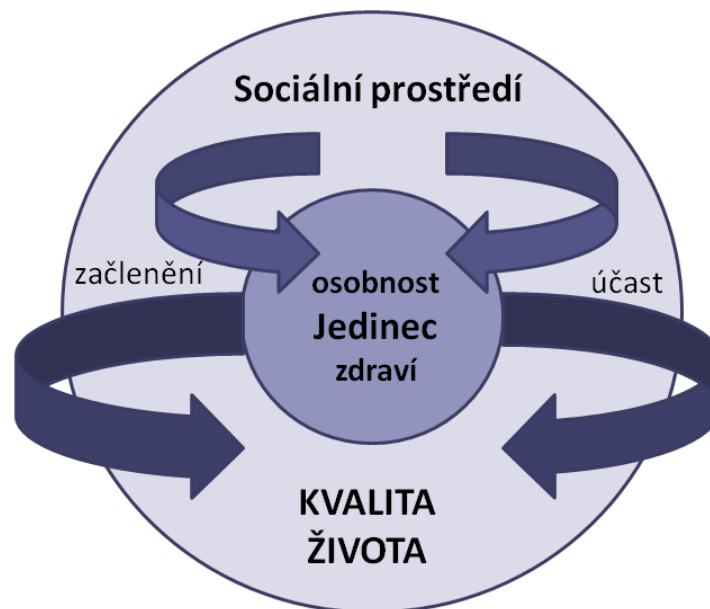 Sociální prostředí
začlenění
účast
osobnost
Jedinec
zdraví
KVALITA
ŽIVOTA